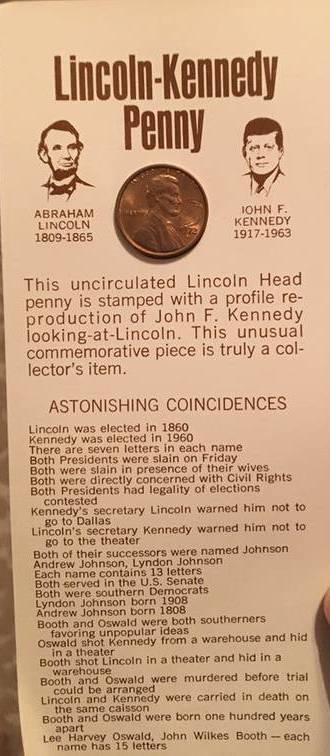 Lincoln-Kennedy
Penny
ABRAHAM
LINCOLN
1809-1865
JOHN F.
KENNEDY
1917-1963
This uncirculated Lincoln Head
penny is stamped with a profile re-
production of John F. Kennedy
looking-at-Lincoln. This unusual
commemorative piece is truly a col-
lector's item.
ASTONISHING COINCIDENCES
Lincoln was elected in 1860
Kennedy was elected in 1960
There are seven letters in each name
Both Presidents were slain on Friday
Both were slain in presence of their wives
Both were directly concerned with Civil Rights
Both Presidents had legality of elections
contested
Kennedy's secretary Lincoln warned him not to
go to Dallas
Lincoln's secretary Kennedy warned him not to
go to the theater
Both of their successors were named Johnson
Andrew Johnson, Lyndon Johnson
Each name contains 13 letters
Both served in the U.S. Senate
Both were southern Democrats
Lyndon Johnson born 1908
Andrew Johnson born 1808
Booth and Oswald were both southerners
favoring unpopular ideas
Oswald shot Kennedy from a warehouse and hid
in a theater
Booth shot Lincoln in a theater and hid in a
warehouse
Booth and Oswald were murdered before trial
could be arranged
Lincoln and Kennedy were carried in death on
the same caisson
Booth and Oswald were born one hundred years
apart
Lee Harvey Oswald, John Wilkes Booth — each
name has 15 letters